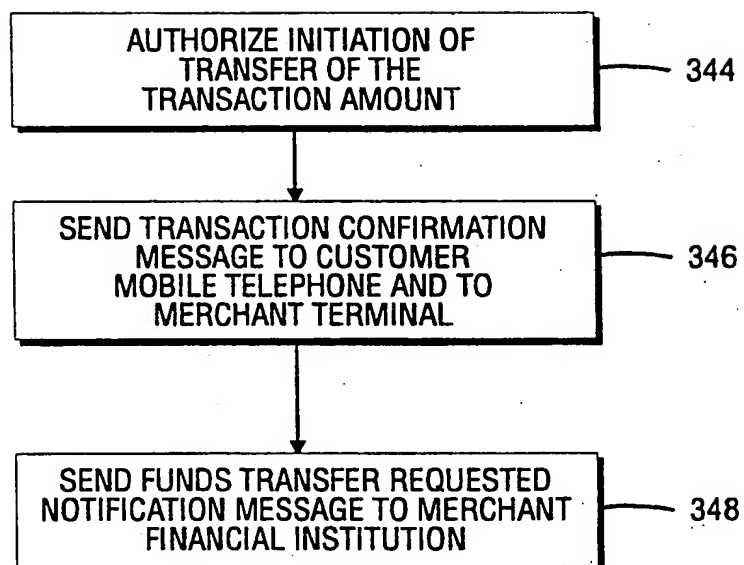 AUTHORIZE INITIATION OF
TRANSFER OF THE
TRANSACTION AMOUNT
344
SEND TRANSACTION CONFIRMATION
MESSAGE TO CUSTOMER
MOBILE TELEPHONE AND TO
MERCHANT TERMINAL
346
SEND FUNDS TRANSFER REQUESTED
NOTIFICATION MESSAGE TO MERCHANT
FINANCIAL INSTITUTION
348